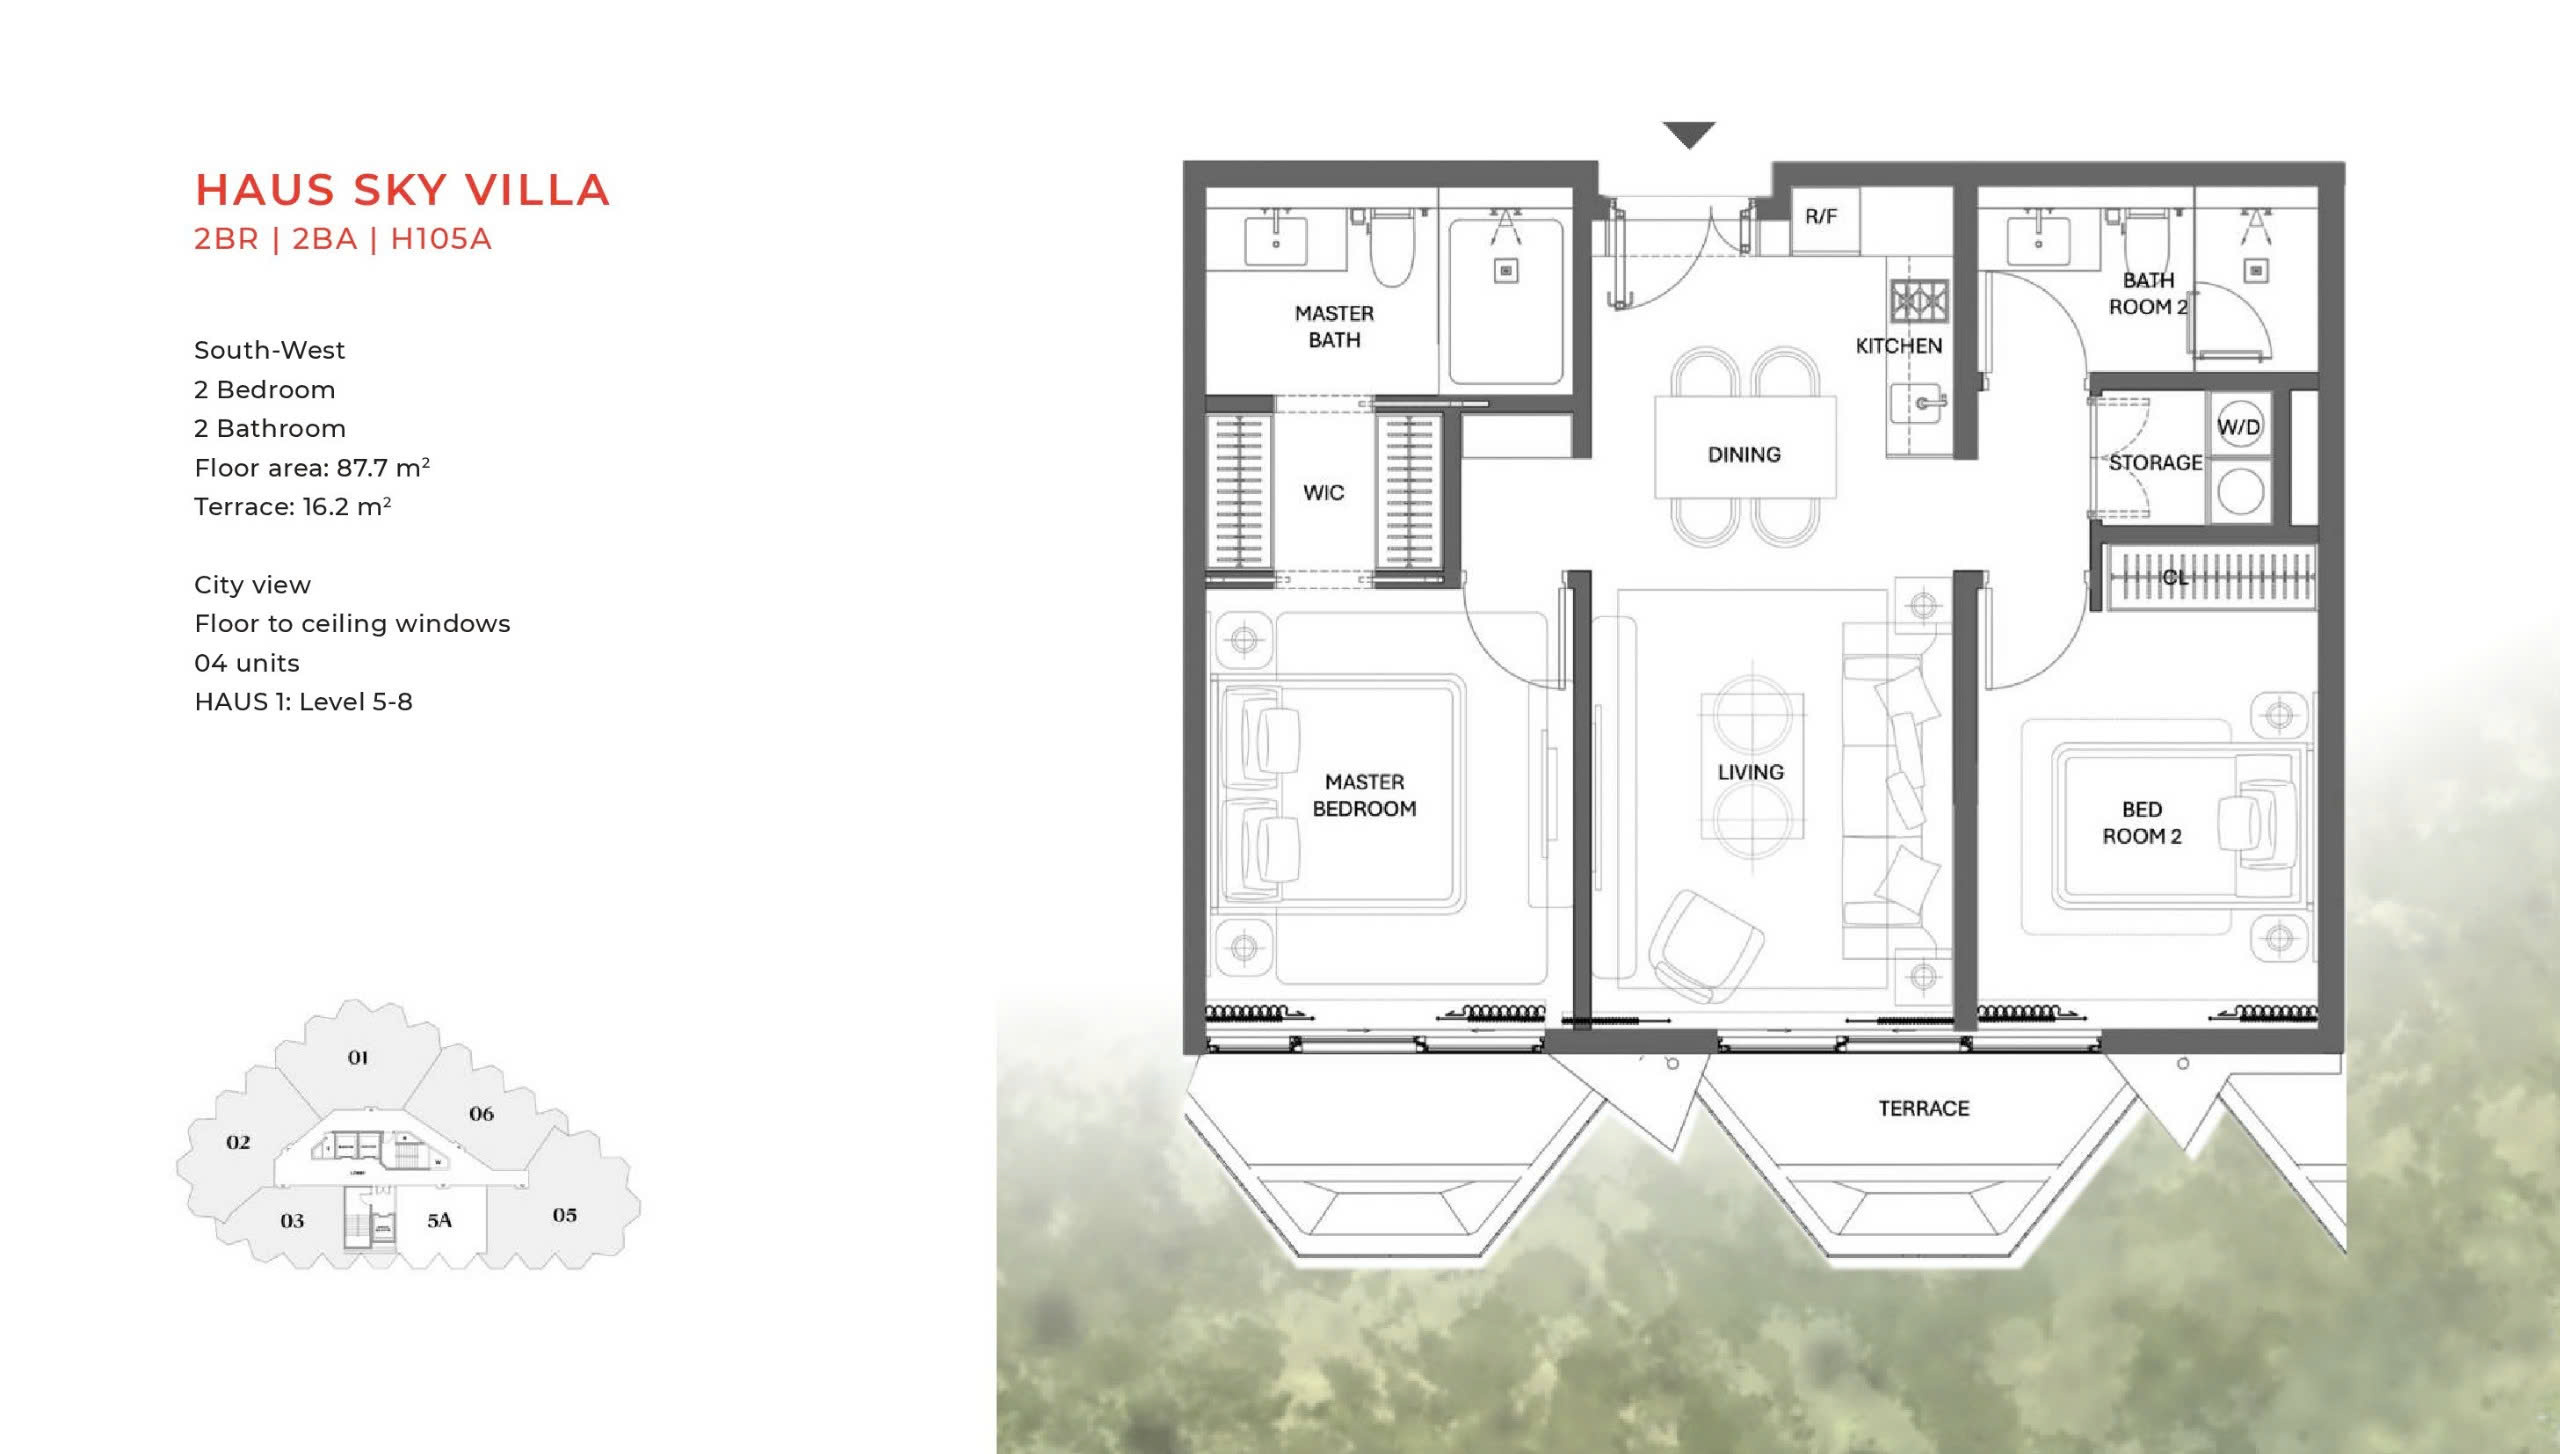 HAUS SKY VILLA
2BR | 2BA | H105A
South-West
2 Bedroom
2 Bathroom
Floor area: 87.7 m²
Terrace: 16.2 m²
City view
Floor to ceiling windows
04 units
HAUS 1: Level 5-8
01
02
06
LOBBY
03
5A
05
R/F
MASTER
BATH
KITCHEN
BATH
ROOM 2
WIC
DINING
W/D
STORAGE
CL
MASTER
BEDROOM
LIVING
BED
ROOM 2
TERRACE